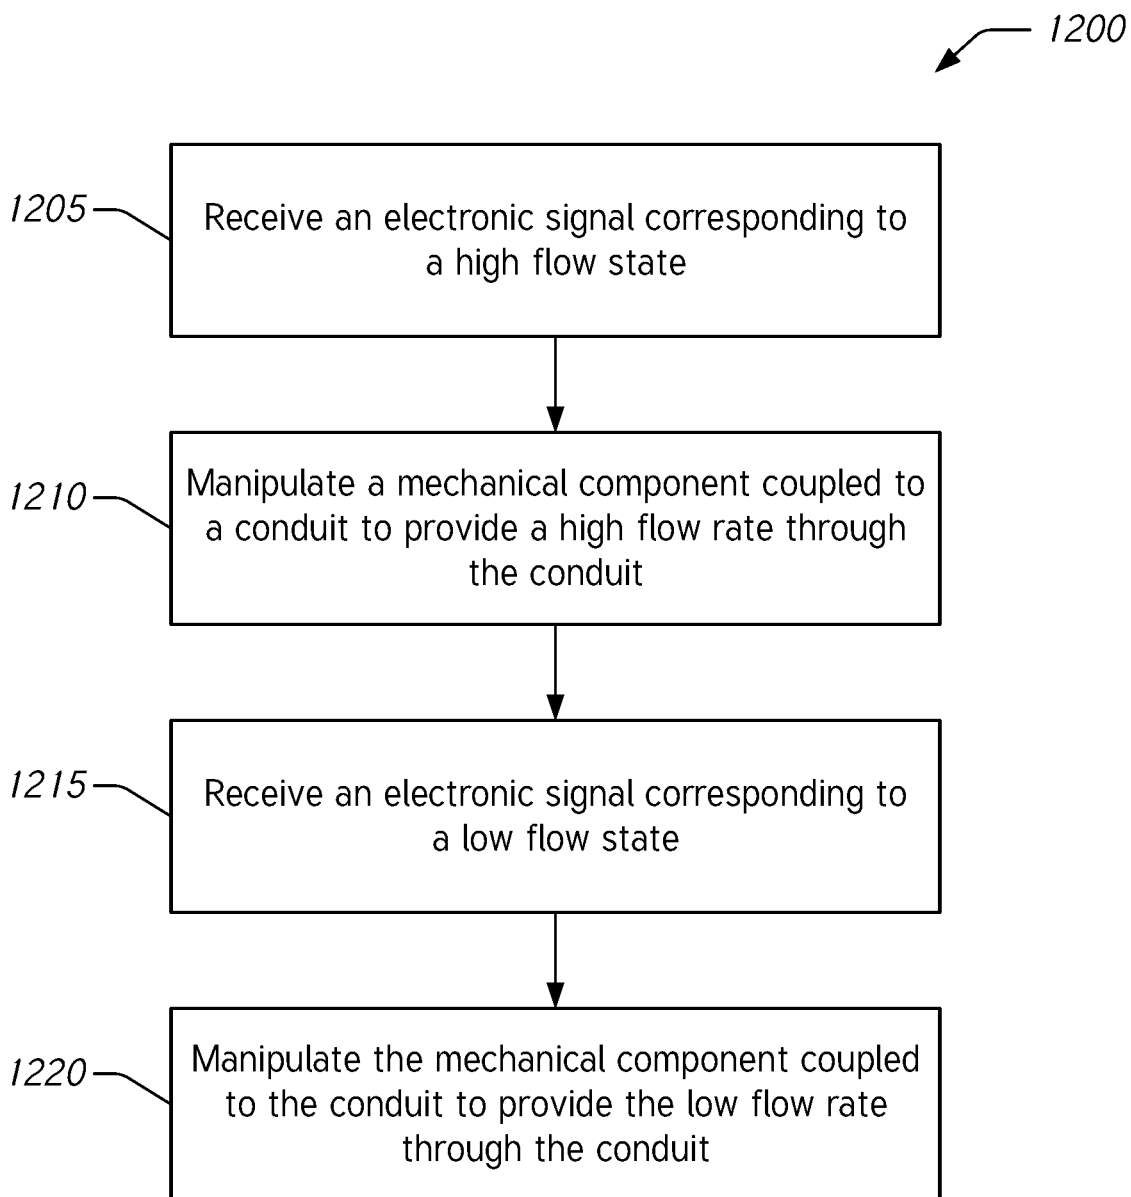 1200
1205
Receive an electronic signal corresponding to
a high flow state
1210
Manipulate a mechanical component coupled to
a conduit to provide a high flow rate through
the conduit
1215
Receive an electronic signal corresponding to
a low flow state
1220
Manipulate the mechanical component coupled
to the conduit to provide the low flow rate
through the conduit